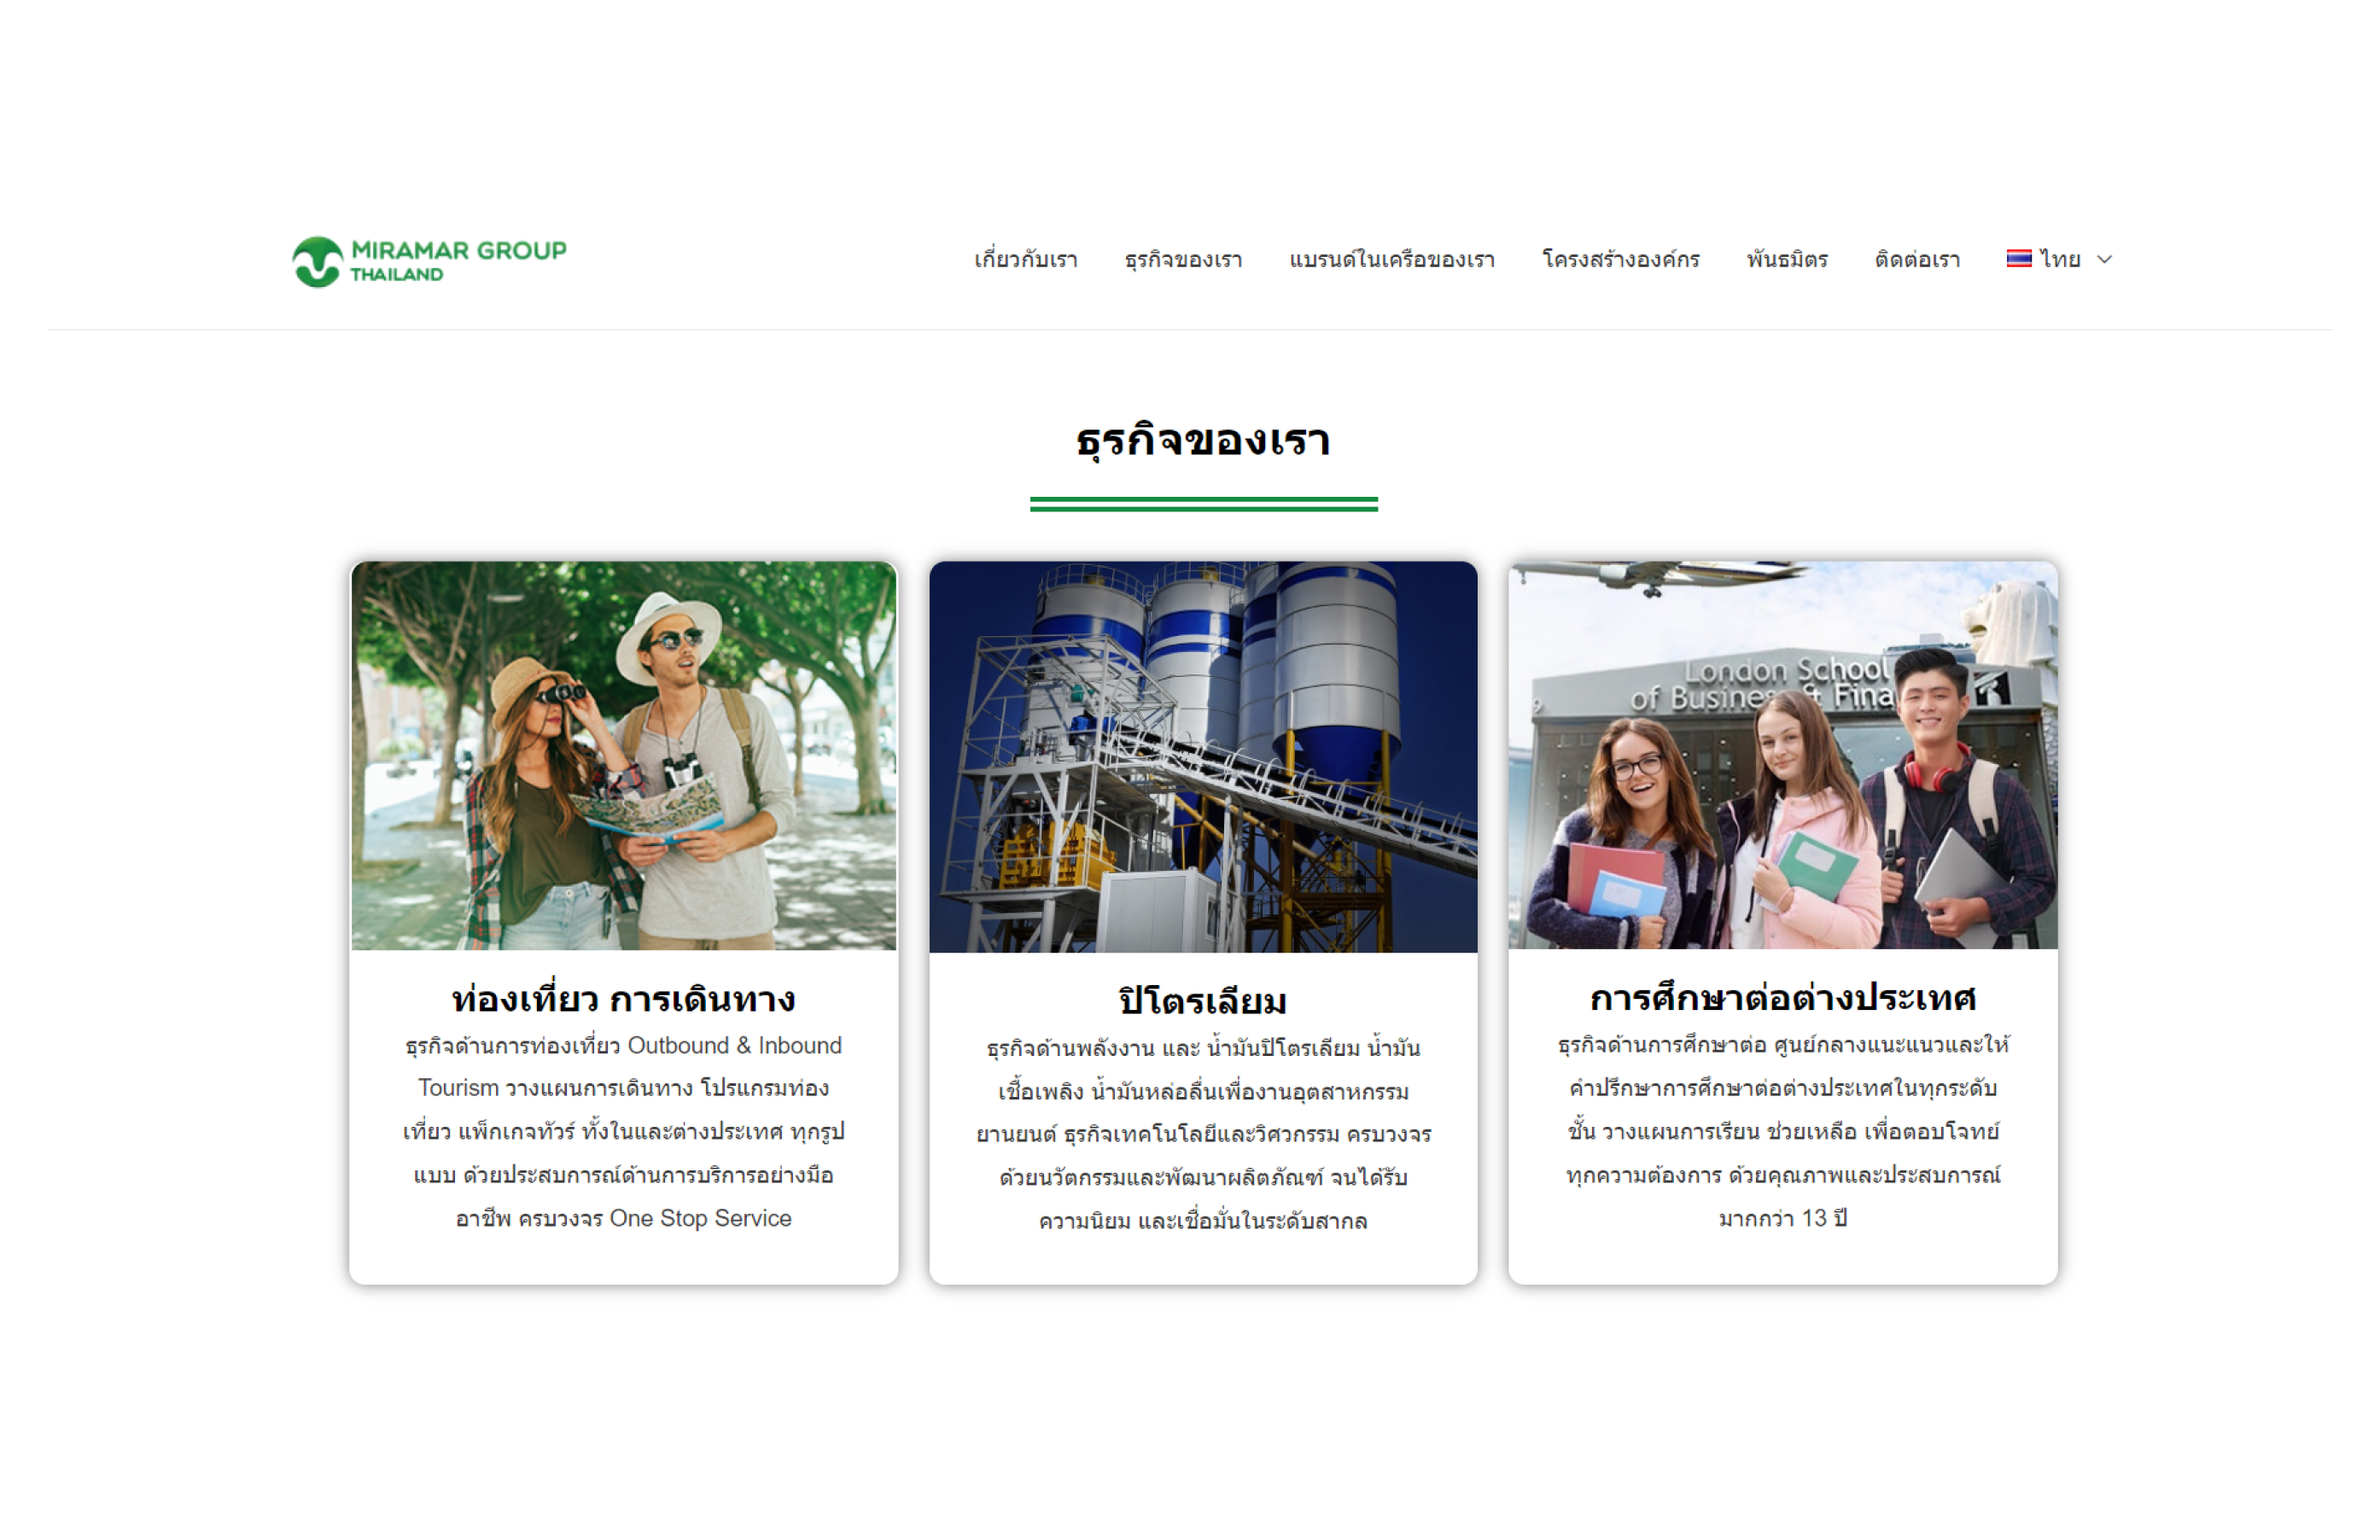 MIRAMAR GROUP
THAILAND
เกี่ยวกับเรา ธุรกิจของเรา แบรนด์ในเครือของเรา โครงสร้างองค์กร พันธมิตร ติดต่อเรา ไทย
ธุรกิจของเรา
London School
of Busines & Fina
ท่องเที่ยว การเดินทาง
ธุรกิจด้านการท่องเที่ยว Outbound & Inbound
Tourism วางแผนการเดินทาง โปรแกรมท่อง
เที่ยว แพ็กเกจทัวร์ ทั้งในและต่างประเทศ ทุกรูป
แบบ ด้วยประสบการณ์ด้านการบริการอย่างมือ
อาชีพ ครบวงจร One Stop Service
ปิโตรเลียม
ธุรกิจด้านพลังงาน และ น้ำมันปิโตรเลียม น้ำมัน
เชื้อเพลิง น้ำมันหล่อลื่นเพื่องานอุตสาหกรรม
ยานยนต์ ธุรกิจเทคโนโลยีและวิศวกรรม ครบวงจร
ด้วยนวัตกรรมและพัฒนาผลิตภัณฑ์ จนได้รับ
ความนิยม และเชื่อมั่นในระดับสากล
การศึกษาต่อต่างประเทศ
ธุรกิจด้านการศึกษาต่อ ศูนย์กลางแนะแนวและให้
คำปรึกษาการศึกษาต่อต่างประเทศในทุกระดับ
ชั้น วางแผนการเรียน ช่วยเหลือ เพื่อตอบโจทย์
ทุกความต้องการ ด้วยคุณภาพและประสบการณ์
มากกว่า 13 ปี